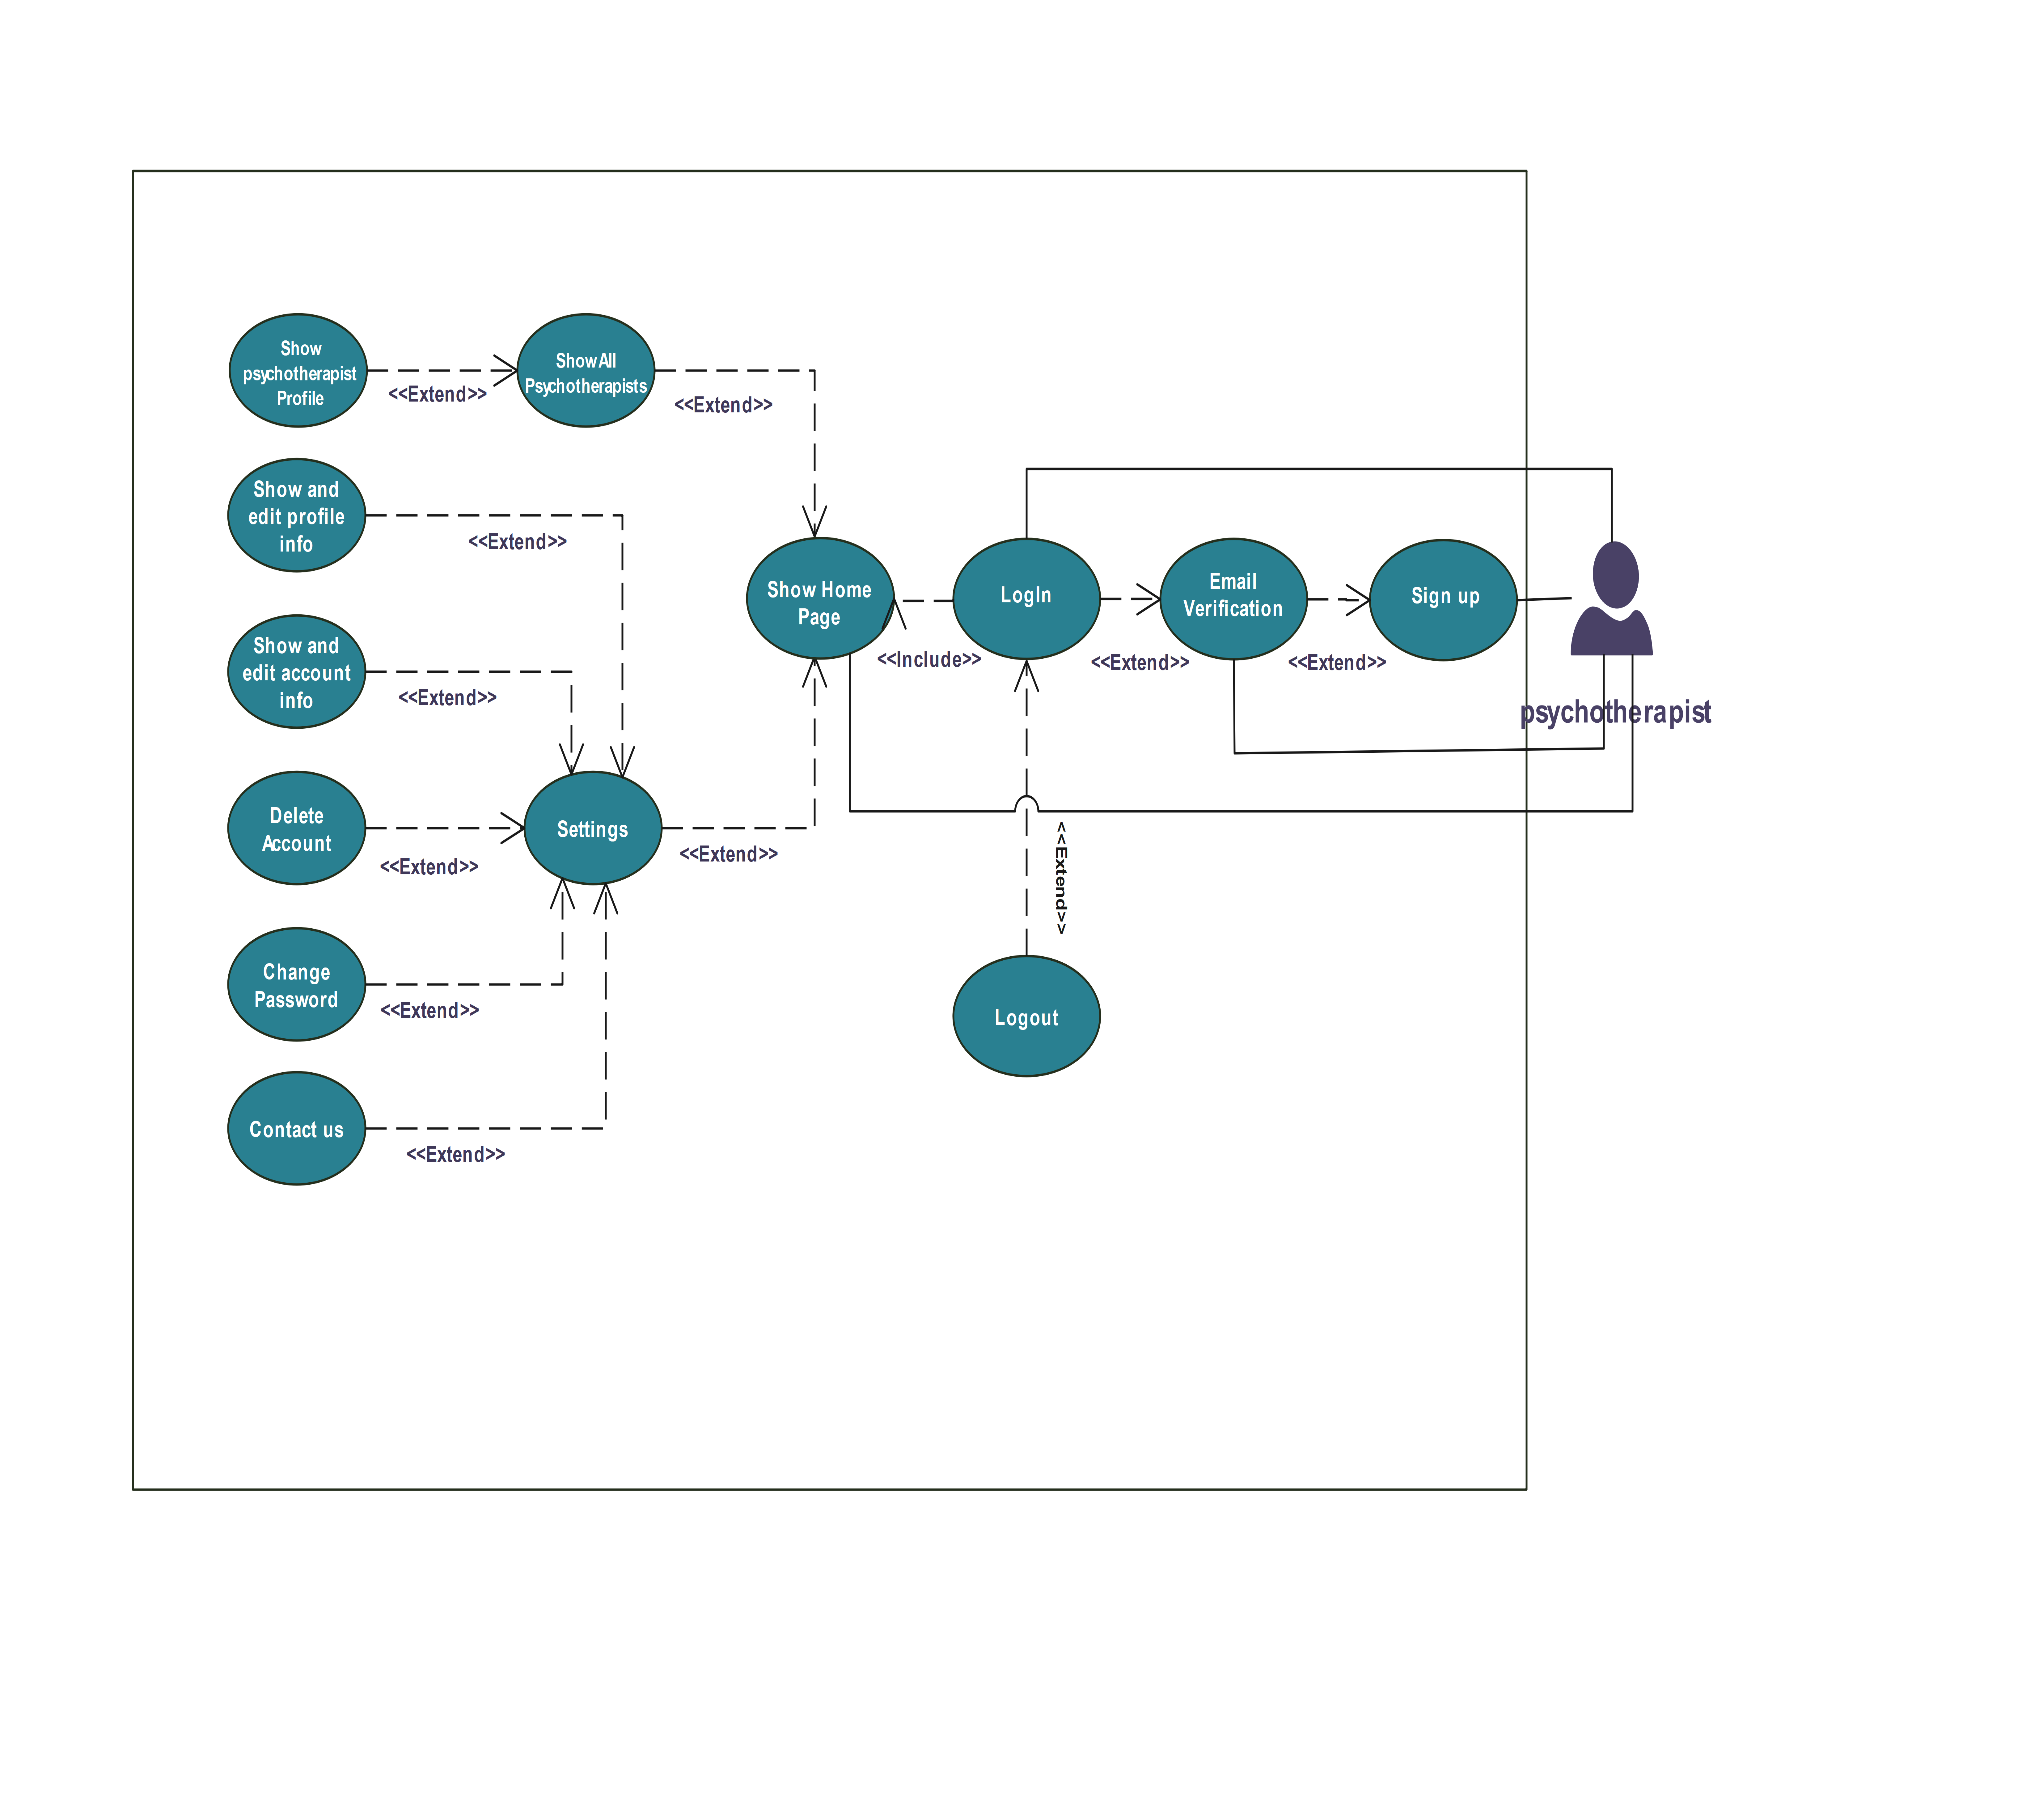 Show
psychotherapist
Profile
<<Extend>>
Show All
Psychotherapists
<<Extend>>
Show and
edit profile
info
<<Extend>>
Show and
edit account
info
<<Extend>>
Delete
Account
<<Extend>>
Settings
<<Extend>>
Change
Password
<<Extend>>
Contact us
<<Extend>>
Show Home
Page
<<Include>>
LogIn
<<Extend>>
Email
Verification
<<Extend>>
Sign up
psychotherapist
<<Extend>>
Logout